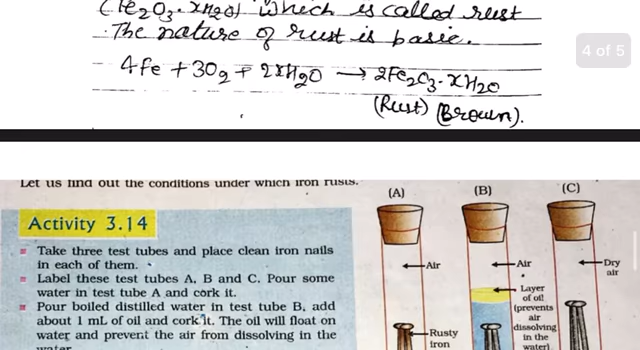 (Fe2O3·xH2O) which is called rust
The nature of rust is basic.
4 of 5
4Fe + 3O2 + 2xH2O → 2Fe2O3·xH2O
(Rust) (Brown).
Let us find out the conditions under which iron rusts.
Activity 3.14
Take three test tubes and place clean iron nails
in each of them.
Label these test tubes A, B and C. Pour some
water in test tube A and cork it.
Pour boiled distilled water in test tube B, add
about 1 mL of oil and cork it. The oil will float on
water and prevent the air from dissolving in the
water.
(A)
(B)
(C)
Air
Air
Dry
air
Layer
of oil
(prevents
air
dissolving
in the
water)
Rusty
iron